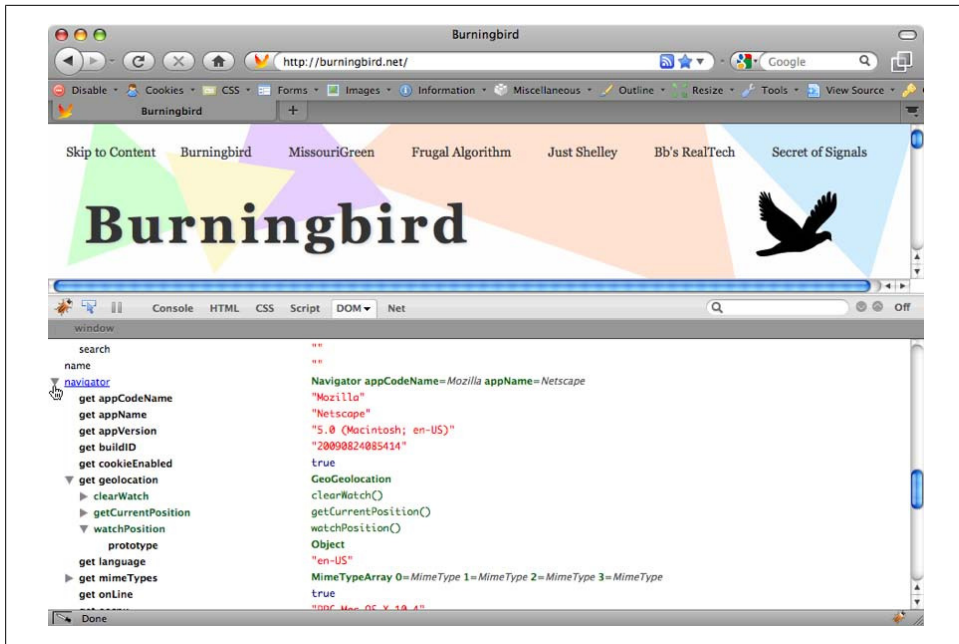 Burningbird
http://burningbird.net/
Google
Disable Cookies CSS Forms Images Information Miscellaneous Outline Resize Tools View Source
Burningbird +
Skip to Content Burningbird MissouriGreen Frugal Algorithm Just Shelley Bb's RealTech Secret of Signals
Burningbird
Console HTML CSS Script DOM Net Off
window
search ""
name ""
navigator Navigator appCodeName=Mozilla appName=Netscape
get appCodeName "Mozilla"
get appName "Netscape"
get appVersion "5.0 (Macintosh; en-US)"
get buildID "20090824085414"
get cookieEnabled true
get geolocation GeoGeolocation
clearWatch clearWatch()
getCurrentPosition getCurrentPosition()
watchPosition watchPosition()
prototype Object
get language "en-US"
get mimeTypes MimeTypeArray 0=MimeType 1=MimeType 2=MimeType 3=MimeType
get onLine true
Done